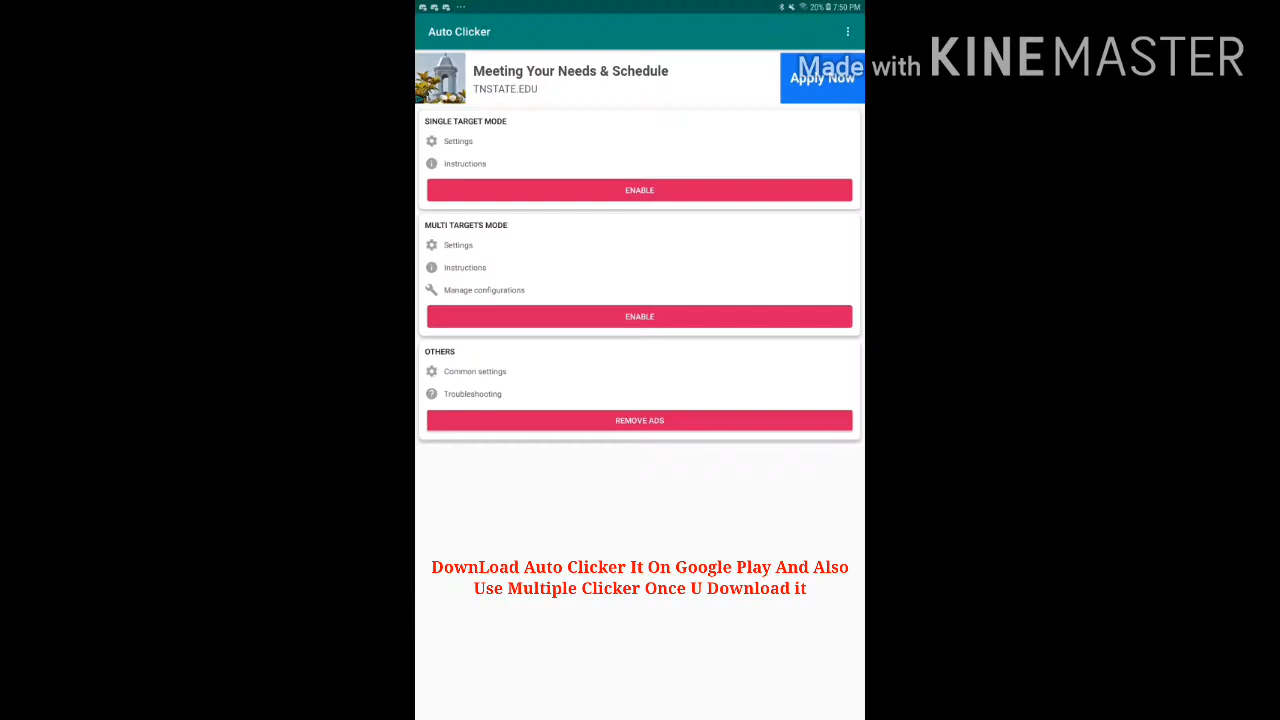 20% 7:50 PM
Auto Clicker
Made with KINEMASTER
Meeting Your Needs & Schedule
TNSTATE.EDU
Apply Now
SINGLE TARGET MODE
Settings
Instructions
ENABLE
MULTI TARGETS MODE
Settings
Instructions
Manage configurations
ENABLE
OTHERS
Common settings
Troubleshooting
REMOVE ADS
DownLoad Auto Clicker It On Google Play And Also
Use Multiple Clicker Once U Download it